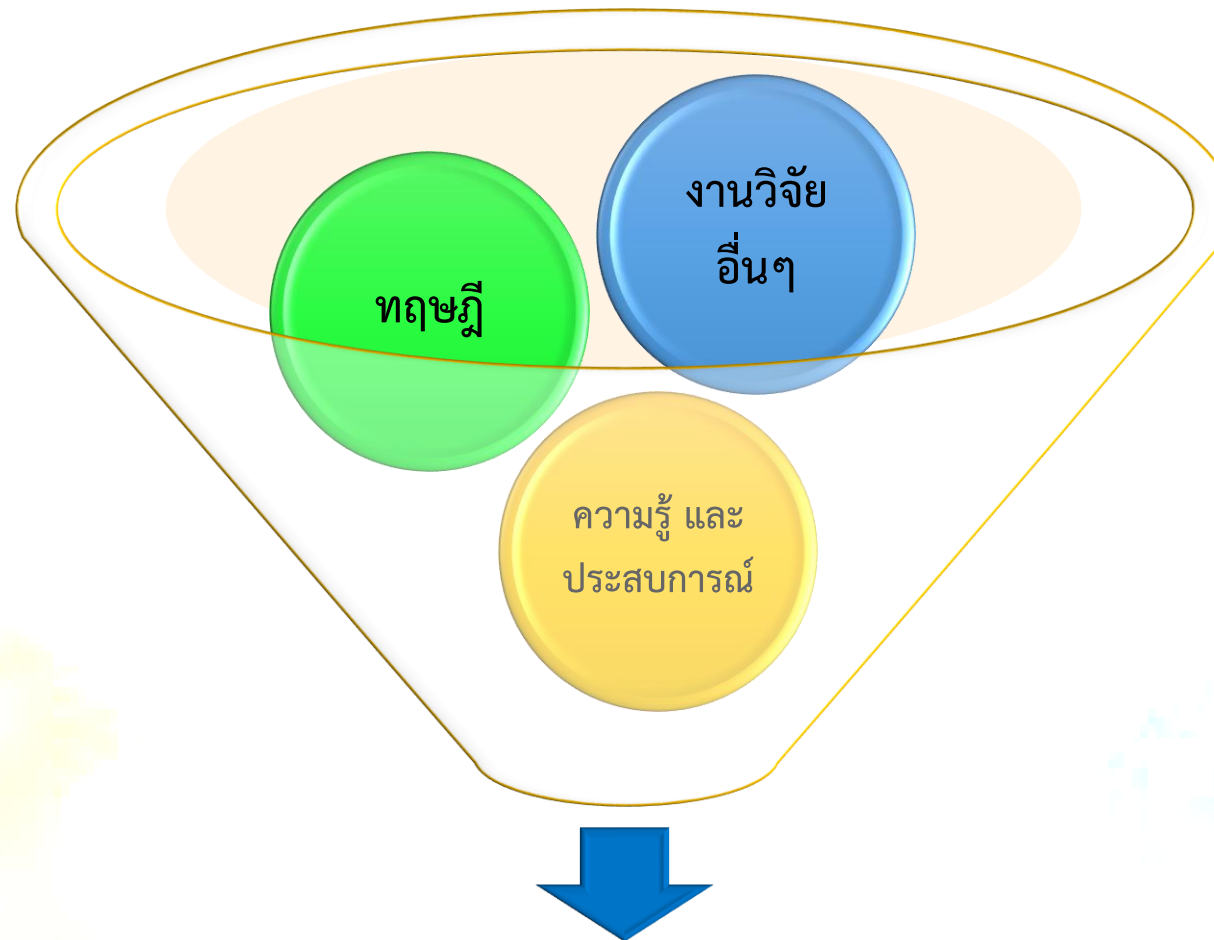 งานวิจัย
อื่นๆ
ทฤษฎี
ความรู้ และ
ประสบการณ์